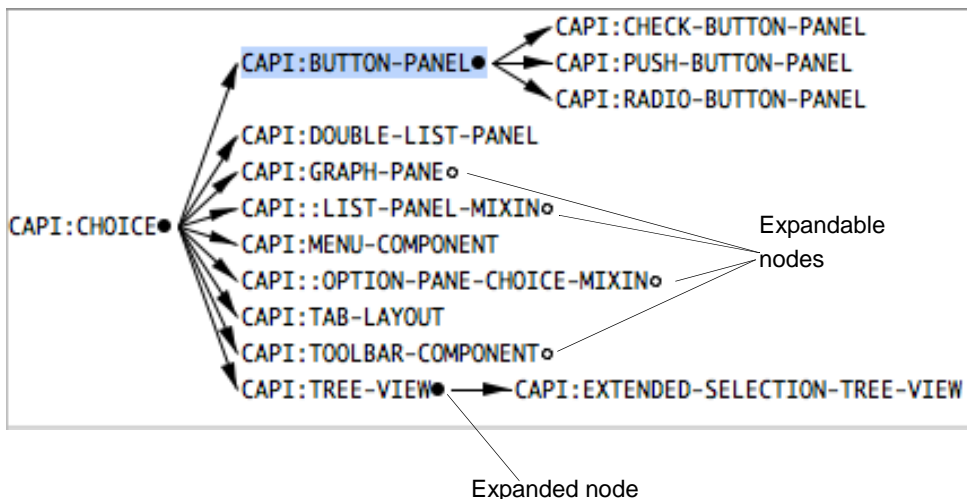 CAPI:CHECK-BUTTON-PANEL
CAPI:BUTTON-PANEL
CAPI:PUSH-BUTTON-PANEL
CAPI:RADIO-BUTTON-PANEL
CAPI:DOUBLE-LIST-PANEL
CAPI:GRAPH-PANE
CAPI::LIST-PANEL-MIXIN
CAPI:CHOICE
CAPI:MENU-COMPONENT
CAPI::OPTION-PANE-CHOICE-MIXIN
CAPI:TAB-LAYOUT
CAPI:TOOLBAR-COMPONENT
CAPI:TREE-VIEW
CAPI:EXTENDED-SELECTION-TREE-VIEW
Expandable
nodes
Expanded node